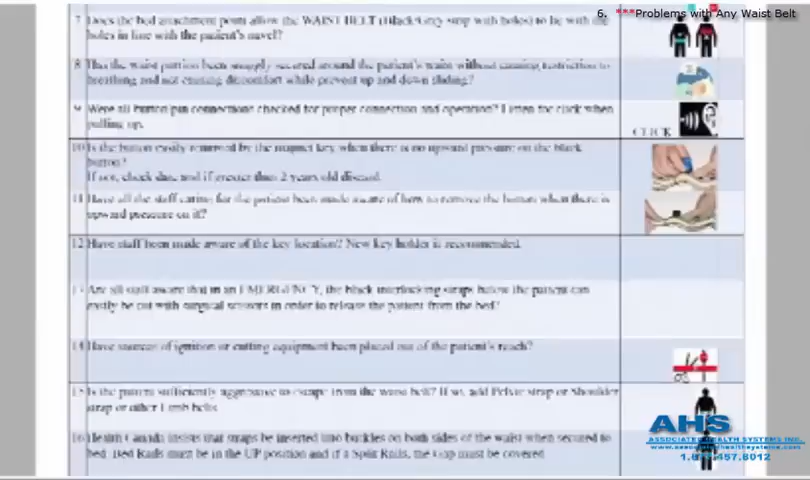 6. ***Problems with Any Waist Belt
7 Does the bed attachment point allow the WAIST BELT (Black/Grey strap with holes) to be with the
holes in line with the patient's navel?
8 Has the waist portion been snugly secured around the patient's waist without causing restriction to
breathing and not causing discomfort while prevent up and down sliding?
9 Were all button/pin connections checked for proper connection and operation? Listen for click when
pulling up.
CLICK
10 Is the button easily removed by the magnet key when there is no upward pressure on the black
button?
If not, check date and if greater than 2 years old discard.
11 Have all the staff caring for the patient been made aware of how to remove the button when there is
upward pressure on it?
12 Have staff been made aware of the key location? New key holder is recommended.
13 Are all staff aware that in an EMERGENCY, the black interlocking straps below the patient can
easily be cut with surgical scissors in order to release the patient from the bed?
14 Have sources of ignition or cutting equipment been placed out of the patient's reach?
15 Is the patient sufficiently aggressive to escape from the waist belt? If so, add Pelvic strap or Shoulder
strap or other Limb belts
16 Health Canada insists that straps be inserted into buckles on both sides of the waist when secured to
bed. Bed Rails must be in the UP position and if a Split Rails, the Gap must be covered
AHS
ASSOCIATED HEALTH SYSTEMS INC.
www.associatedhealthsystems.com